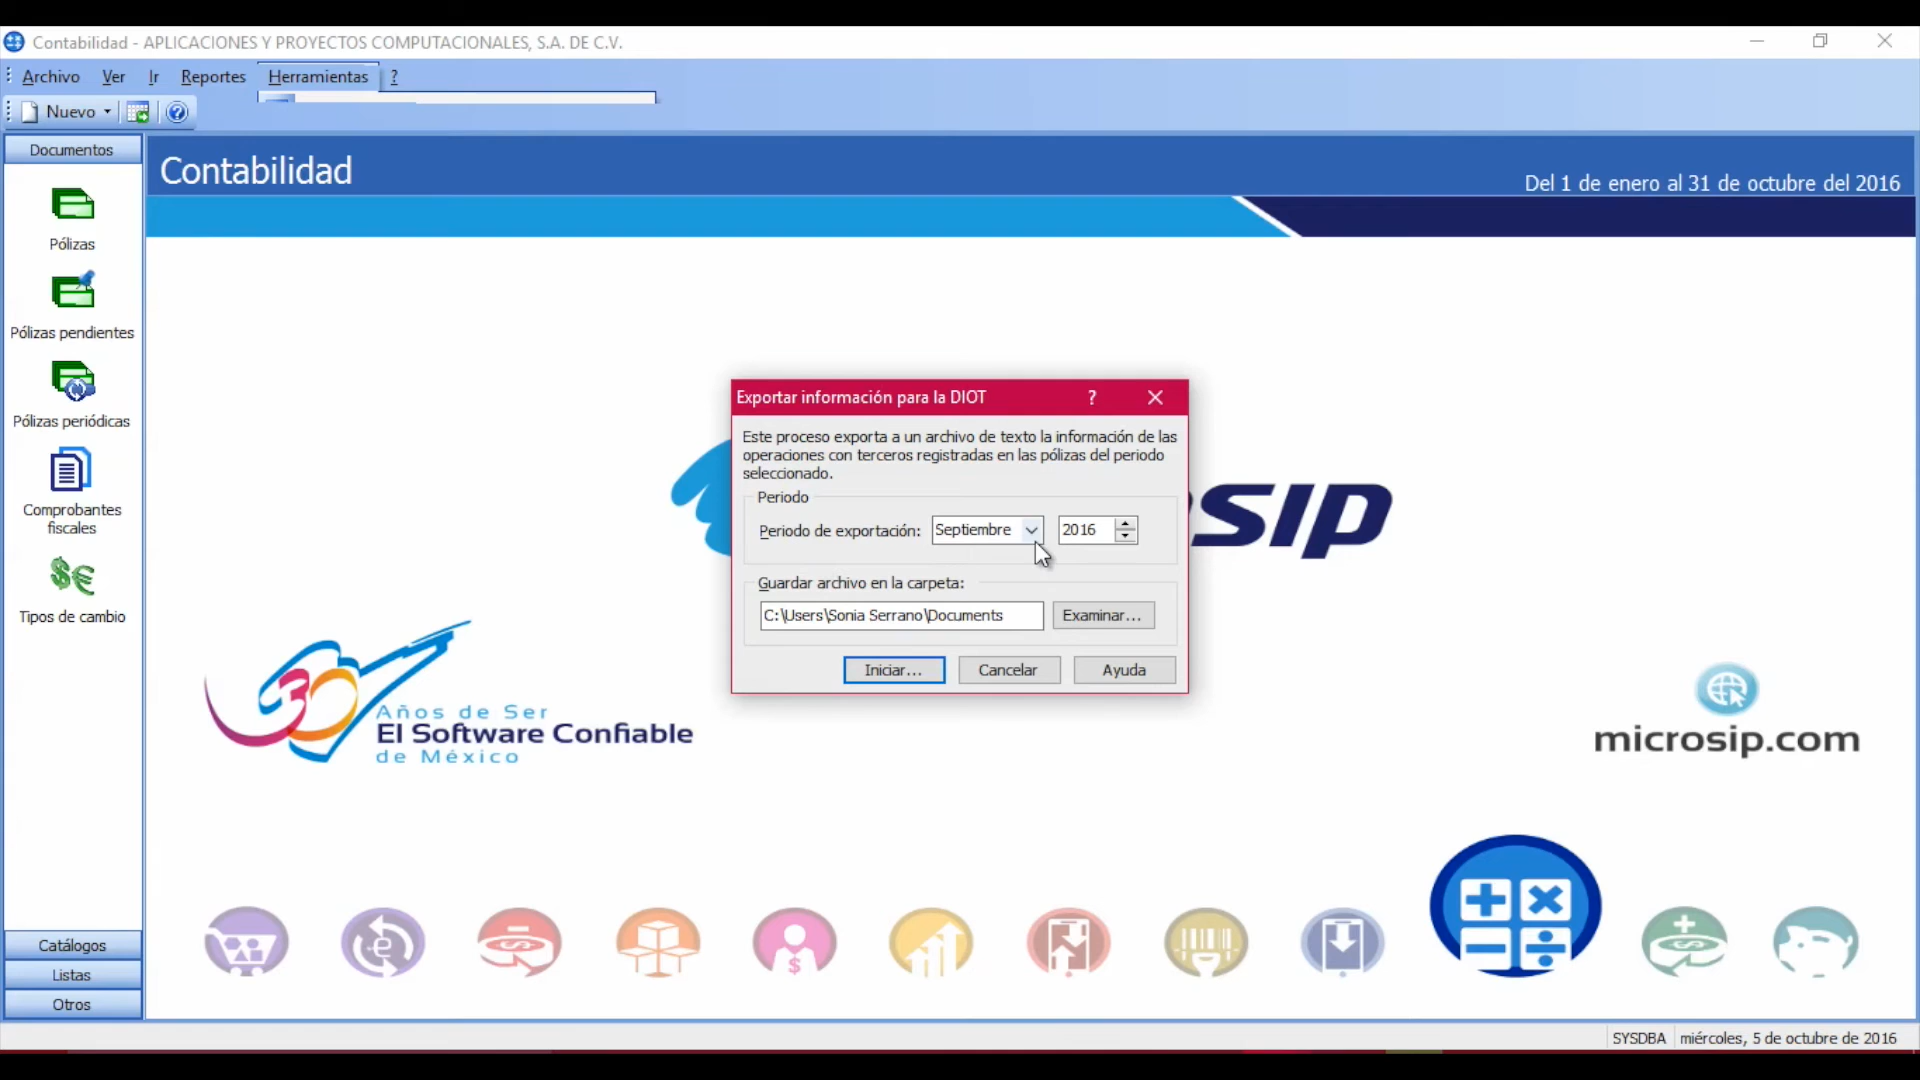 Contabilidad - APLICACIONES Y PROYECTOS COMPUTACIONALES, S.A. DE C.V.
Archivo Ver Ir Reportes Herramientas ?
Nuevo
Documentos
Contabilidad
Del 1 de enero al 31 de octubre del 2016
Pólizas
Pólizas pendientes
Pólizas periódicas
Comprobantes
fiscales
Tipos de cambio
Exportar información para la DIOT
Este proceso exporta a un archivo de texto la información de las
operaciones con terceros registradas en las pólizas del periodo
seleccionado.
Periodo
Periodo de exportación: Septiembre 2016
Guardar archivo en la carpeta:
C:\Users\Sonia Serrano\Documents Examinar...
Iniciar... Cancelar Ayuda
sip
30
Años de Ser
El Software Confiable
de México
microsip.com
Catálogos
Listas
Otros
SYSDBA miércoles, 5 de octubre de 2016